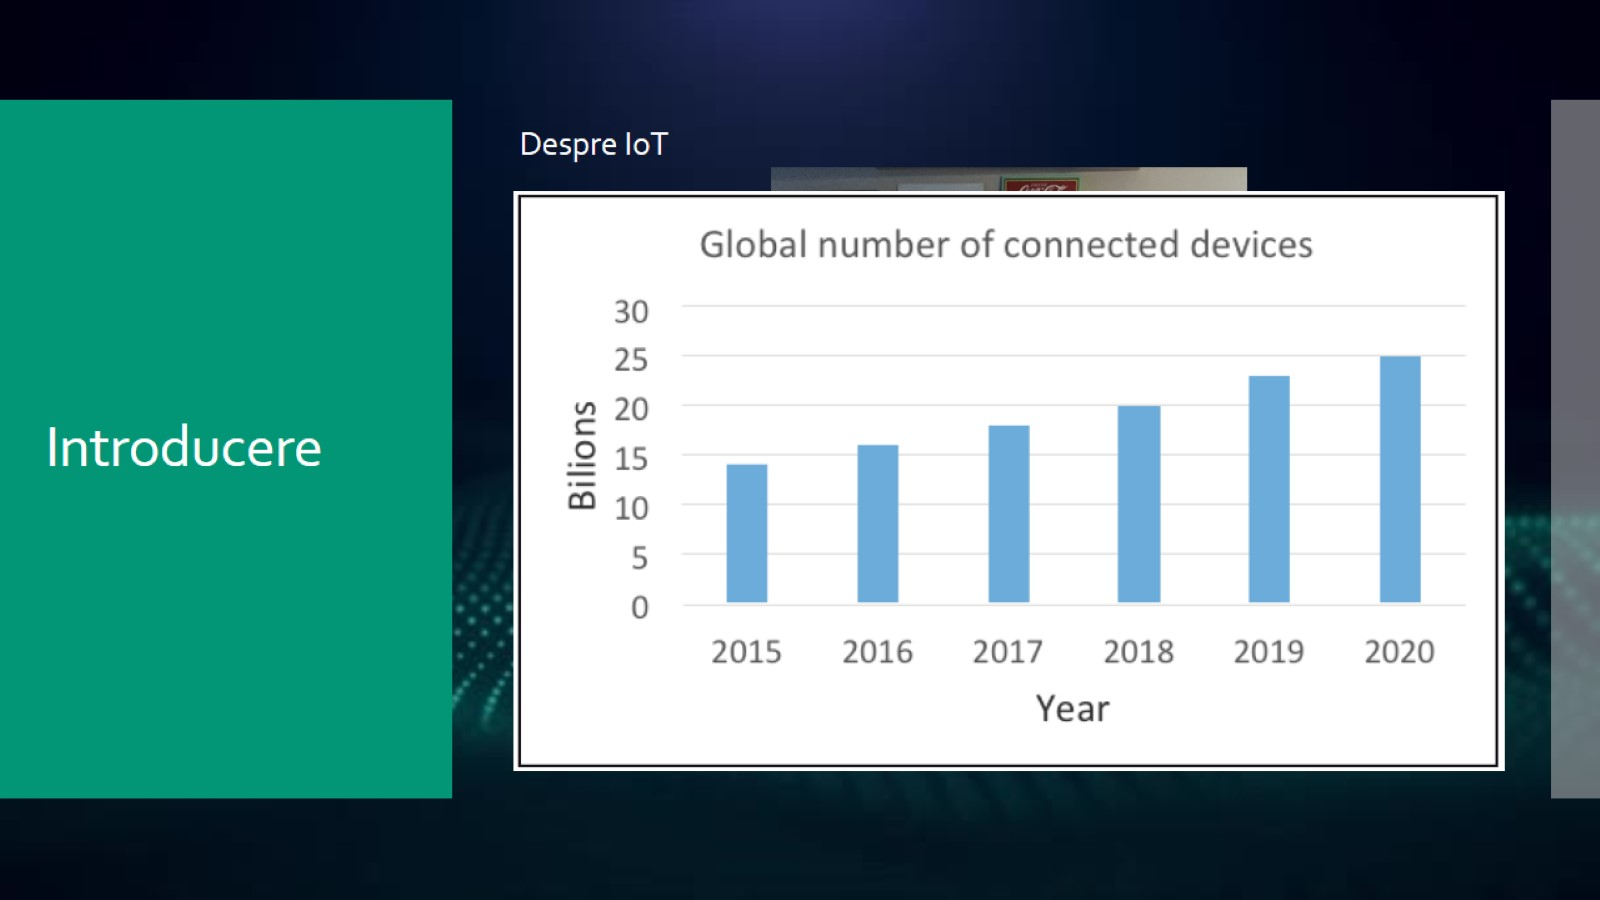 Despre IoT
Introducere
Global number of connected devices
30
25
20
15
10
5
0
Bilions
2015 2016 2017 2018 2019 2020
Year